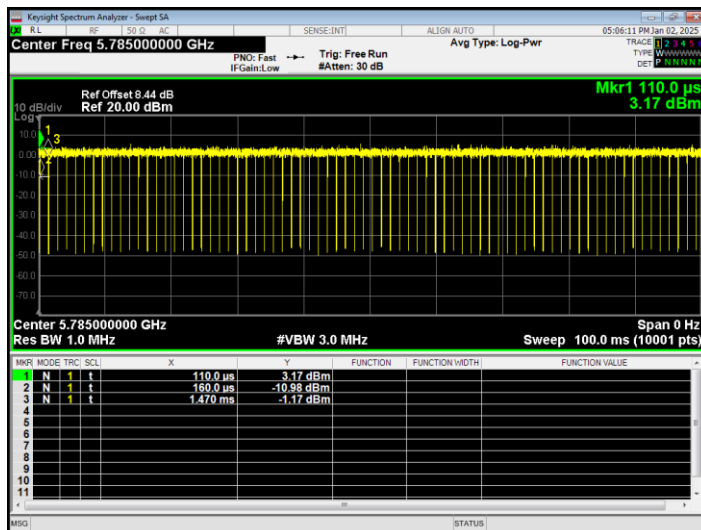 Keysight Spectrum Analyzer - Swept SA
LXI RL RF 50 Ω AC SENSE:INT ALIGN AUTO 05:06:11 PM Jan 02, 2025
Center Freq 5.785000000 GHz
PNO: Fast
IFGain:Low
Trig: Free Run
#Atten: 30 dB
Avg Type: Log-Pwr
TRACE 1 2 3 4 5 6
TYPE WWWWWW
DET P N N N N N
Ref Offset 8.44 dB
Mkr1 110.0 µs
10 dB/div Ref 20.00 dBm 3.17 dBm
Log
1
3
2
10.0
0.00
-10.0
-20.0
-30.0
-40.0
-50.0
-60.0
-70.0
Center 5.785000000 GHz Span 0 Hz
Res BW 1.0 MHz #VBW 3.0 MHz Sweep 100.0 ms (10001 pts)
MKR MODE TRC SCL X Y FUNCTION FUNCTION WIDTH FUNCTION VALUE
1 N 1 t 110.0 µs 3.17 dBm
2 N 1 t 160.0 µs -10.98 dBm
3 N 1 t 1.470 ms -1.17 dBm
4
5
6
7
8
9
10
11
MSG STATUS